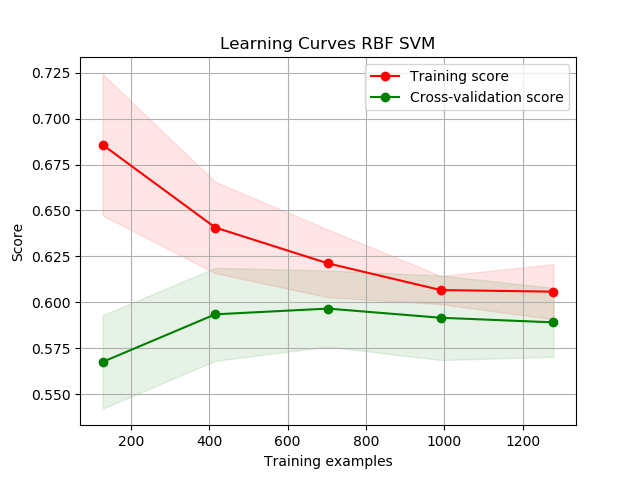 Learning Curves RBF SVM
Training score
Cross-validation score
0.725
0.700
0.675
0.650
0.625
0.600
0.575
0.550
Score
200 400 600 800 1000 1200
Training examples